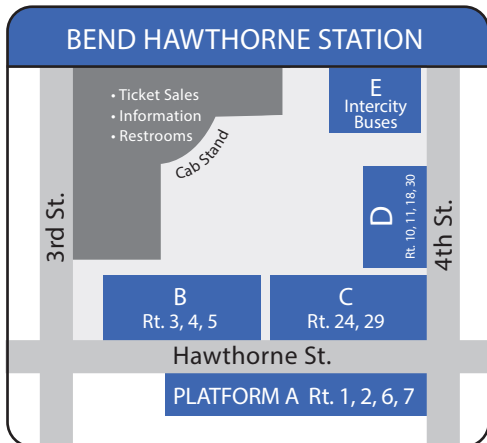 BEND HAWTHORNE STATION
• Ticket Sales
• Information
• Restrooms
Cab Stand
E
Intercity
Buses
3rd St.
D
Rt. 10, 11, 18, 30
4th St.
B
Rt. 3, 4, 5
C
Rt. 24, 29
Hawthorne St.
PLATFORM A Rt. 1, 2, 6, 7